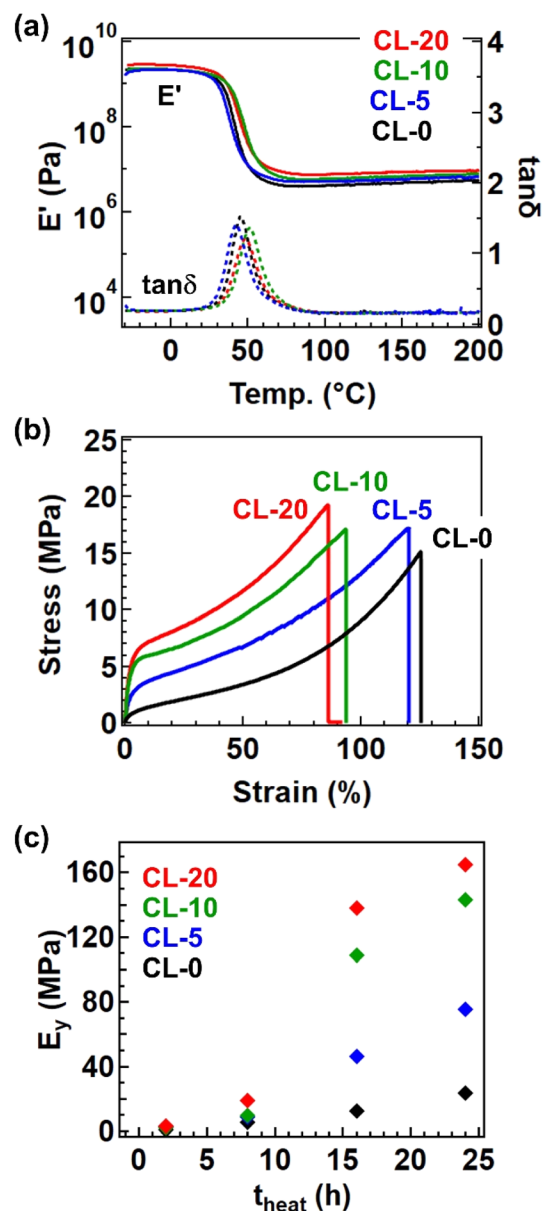 (a)
10^10
10^8
10^6
10^4
E' (Pa)
E'
tanδ
CL-20
CL-10
CL-5
CL-0
4
3
2
1
0
tanδ
0 50 100 150 200
Temp. (°C)
(b)
25
20
15
10
5
0
Stress (MPa)
CL-20
CL-10
CL-5
CL-0
0 50 100 150
Strain (%)
(c)
160
120
80
40
0
E_y (MPa)
CL-20
CL-10
CL-5
CL-0
0 5 10 15 20 25
t_heat (h)